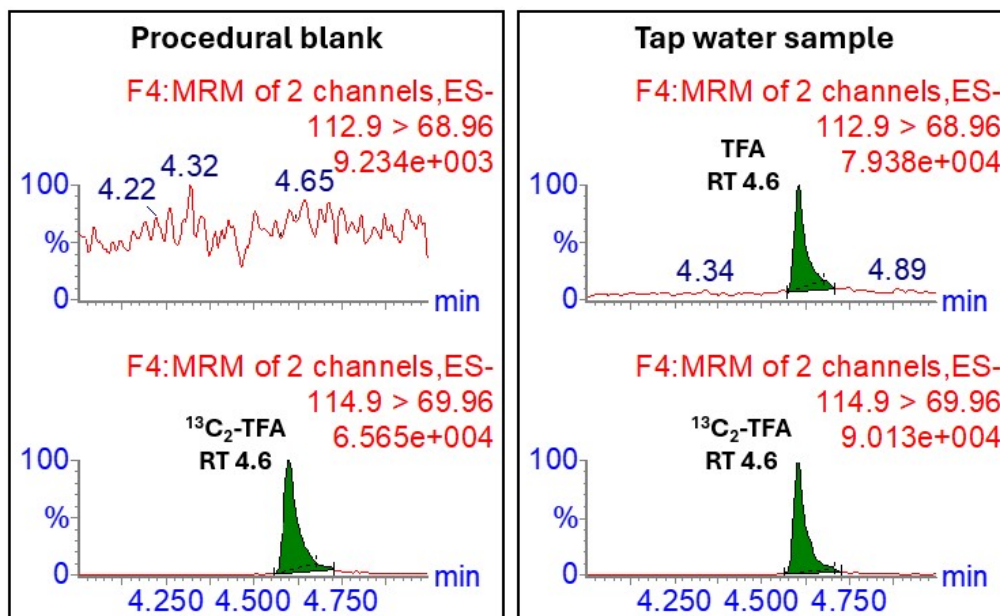 Procedural blank
F4:MRM of 2 channels,ES-
112.9 > 68.96
9.234e+003
100
4.22
4.32
4.65
%
0
min
F4:MRM of 2 channels,ES-
114.9 > 69.96
6.565e+004
¹³C₂-TFA
RT 4.6
100
%
0
min
4.250 4.500 4.750
Tap water sample
F4:MRM of 2 channels,ES-
112.9 > 68.96
7.938e+004
TFA
RT 4.6
100
%
4.34
4.89
0
min
F4:MRM of 2 channels,ES-
114.9 > 69.96
9.013e+004
¹³C₂-TFA
RT 4.6
100
%
0
min
4.250 4.500 4.750